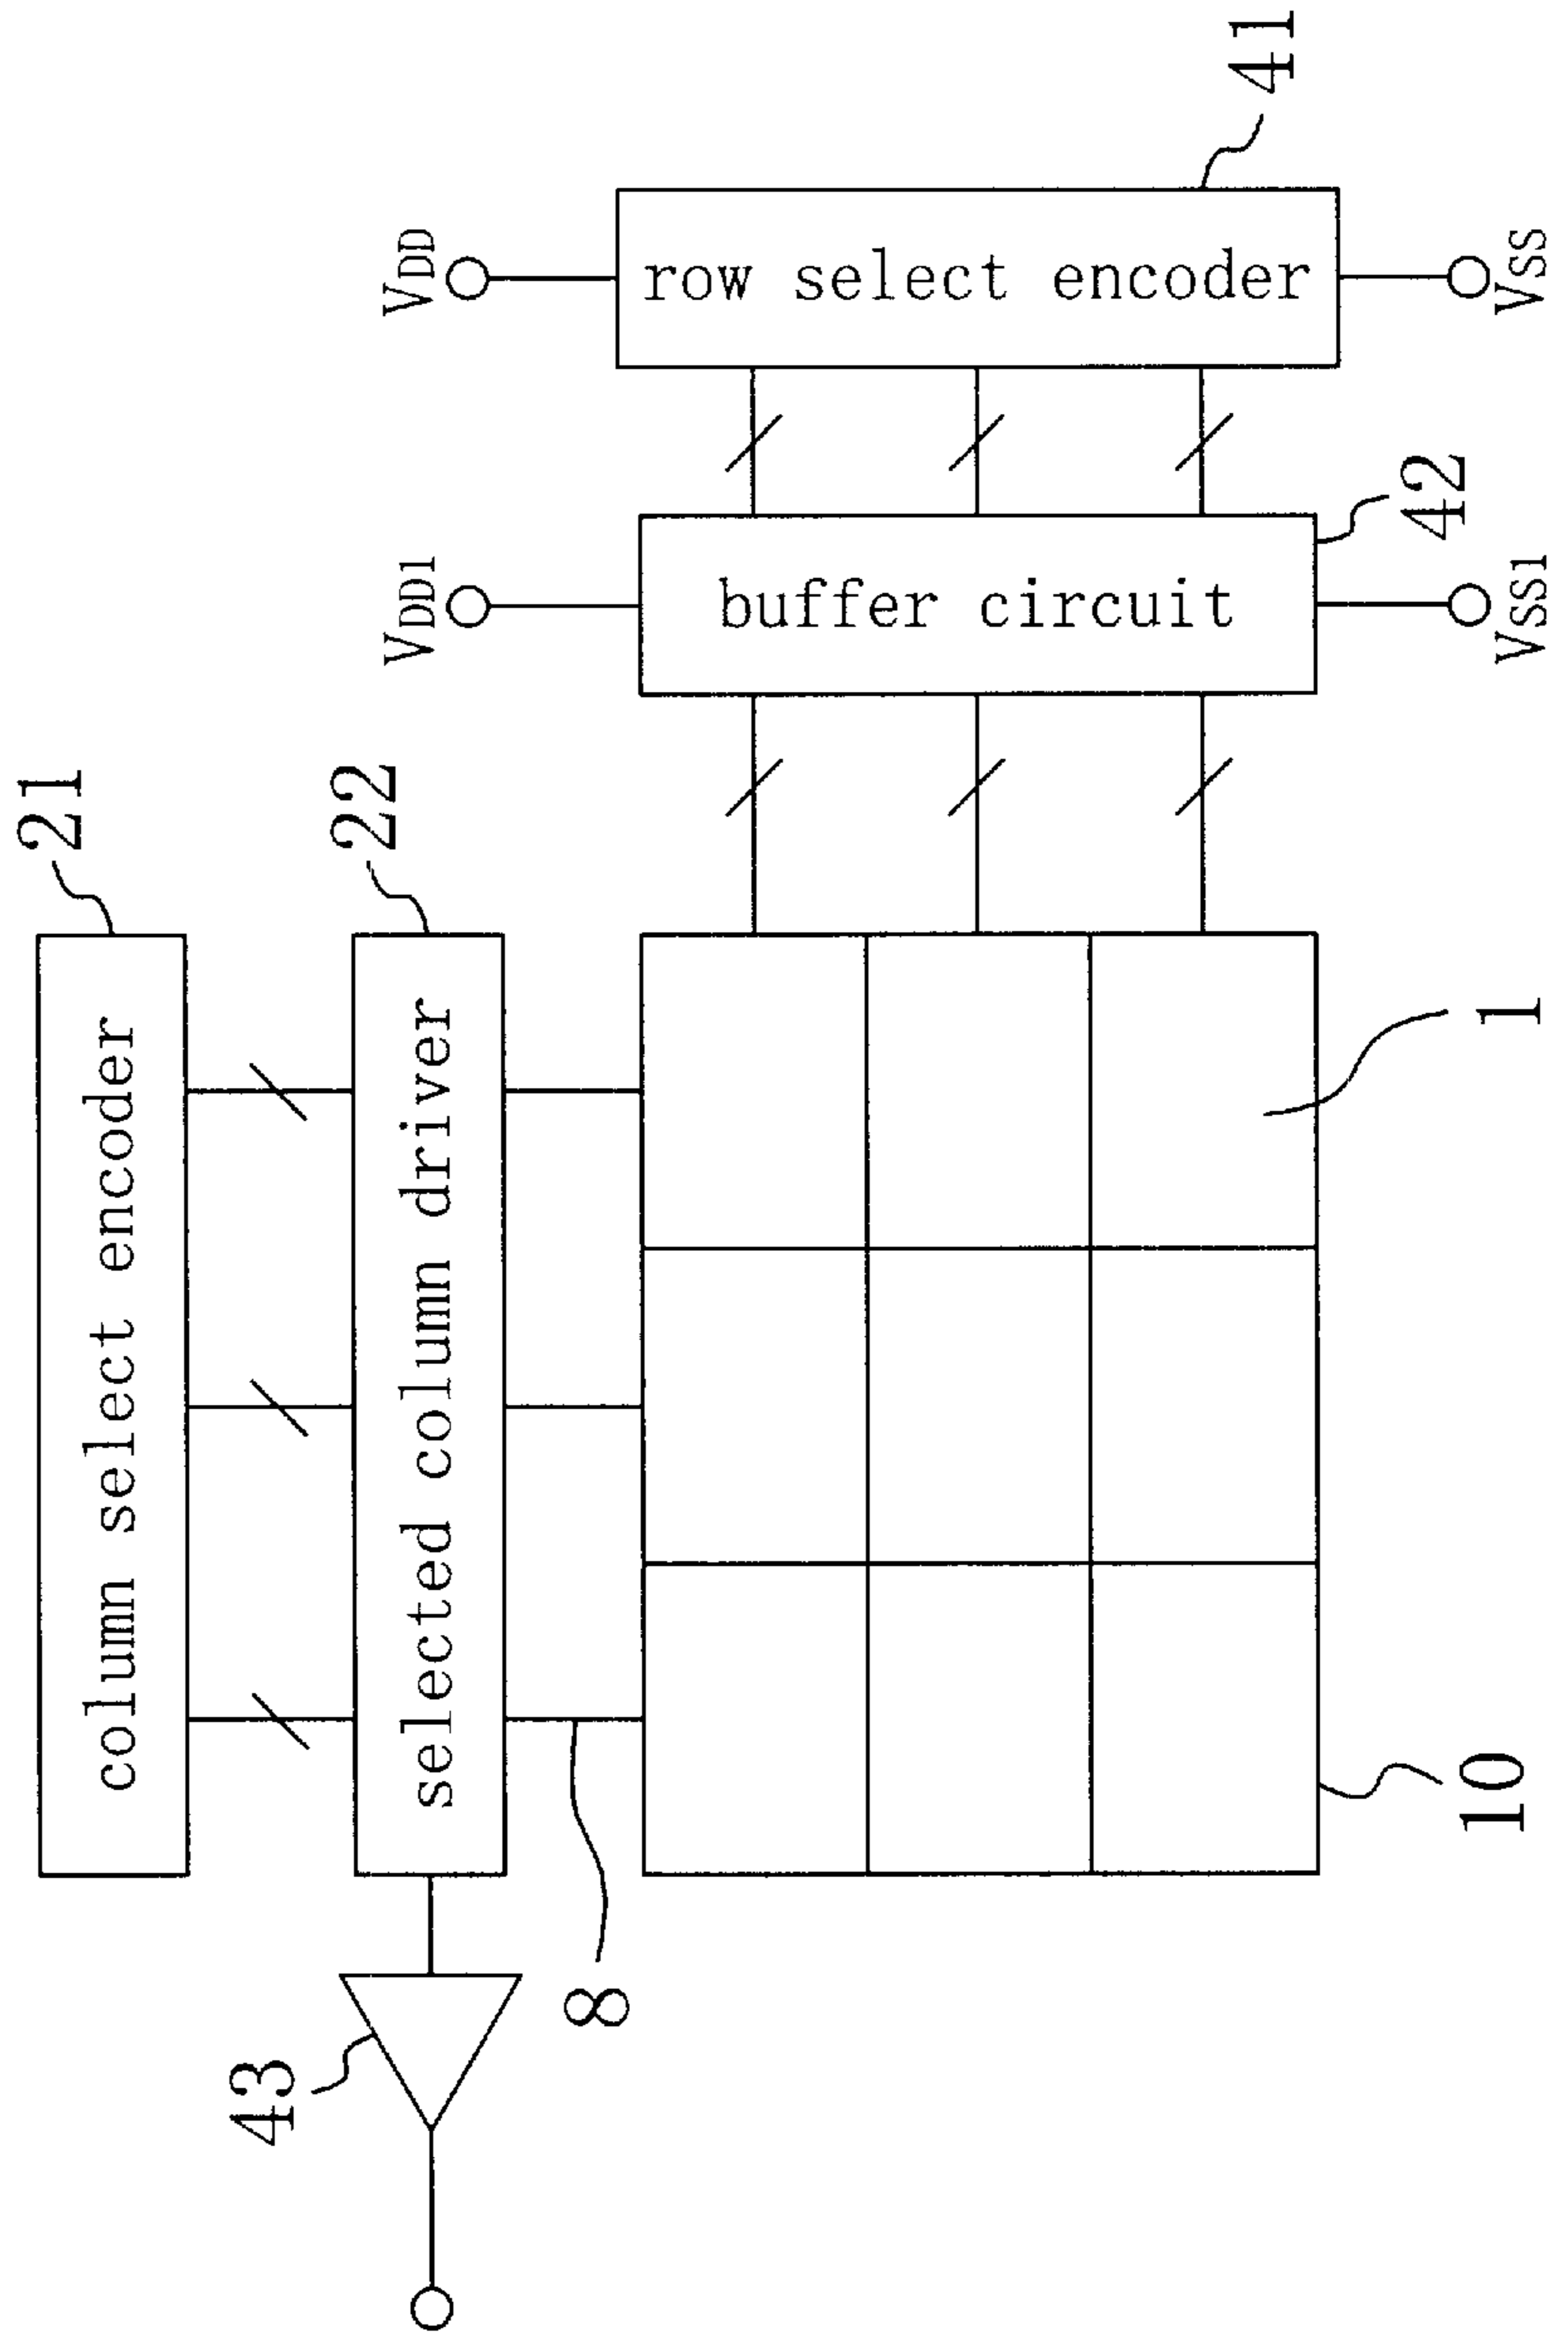 21
column select encoder
22
selected column driver
43
8
VDD1
buffer circuit
VSS1
42
VDD
row select encoder
VSS
41
1
10